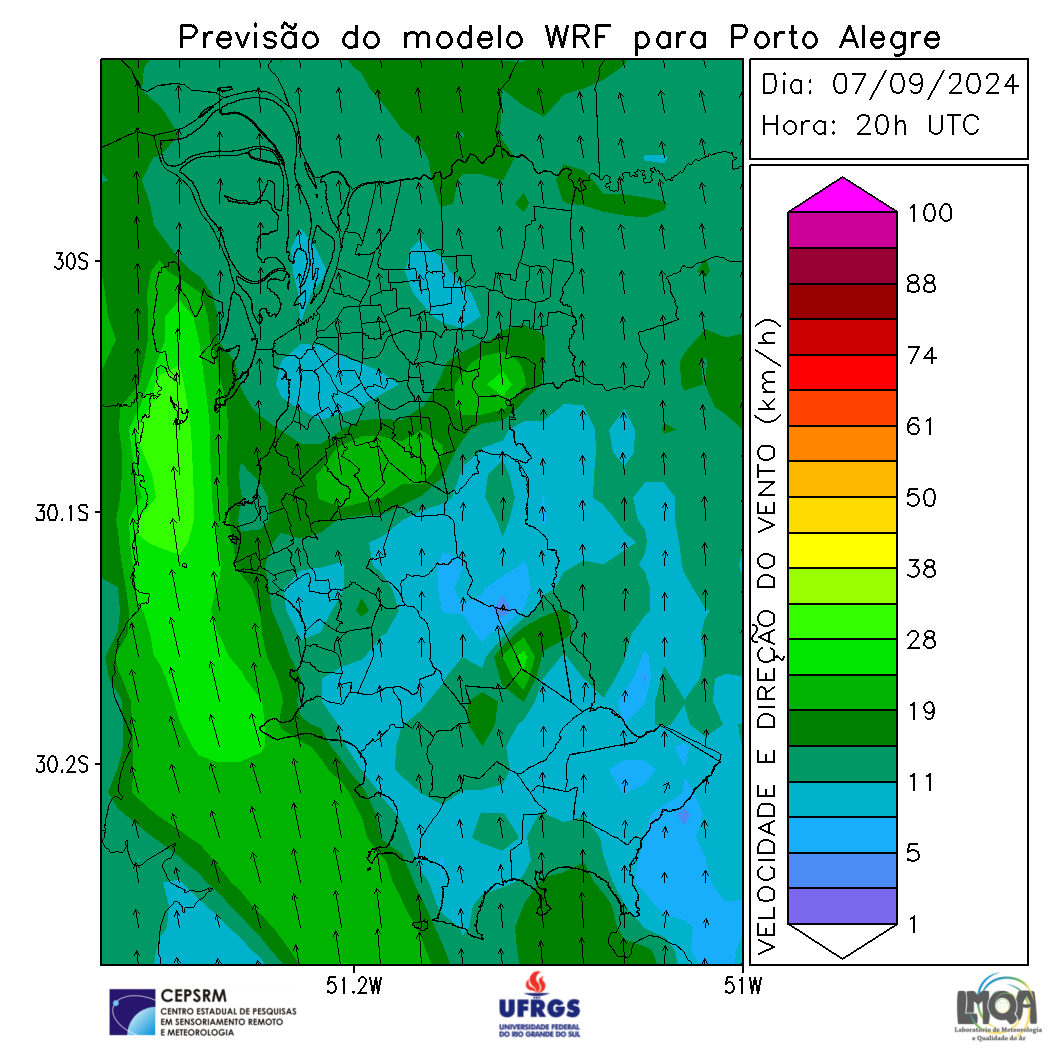 Previsão do modelo WRF para Porto Alegre
Dia: 07/09/2024
Hora: 20h UTC
30S
30.1S
30.2S
51.2W
51W
VELOCIDADE E DIREÇÃO DO VENTO (km/h)
100
88
74
61
50
38
28
19
11
5
1
CEPSRM
CENTRO ESTADUAL DE PESQUISAS
EM SENSORIAMENTO REMOTO
E METEOROLOGIA
UFRGS
UNIVERSIDADE FEDERAL
DO RIO GRANDE DO SUL
LMQA
Laboratório de Meteorologia
e Qualidade do Ar